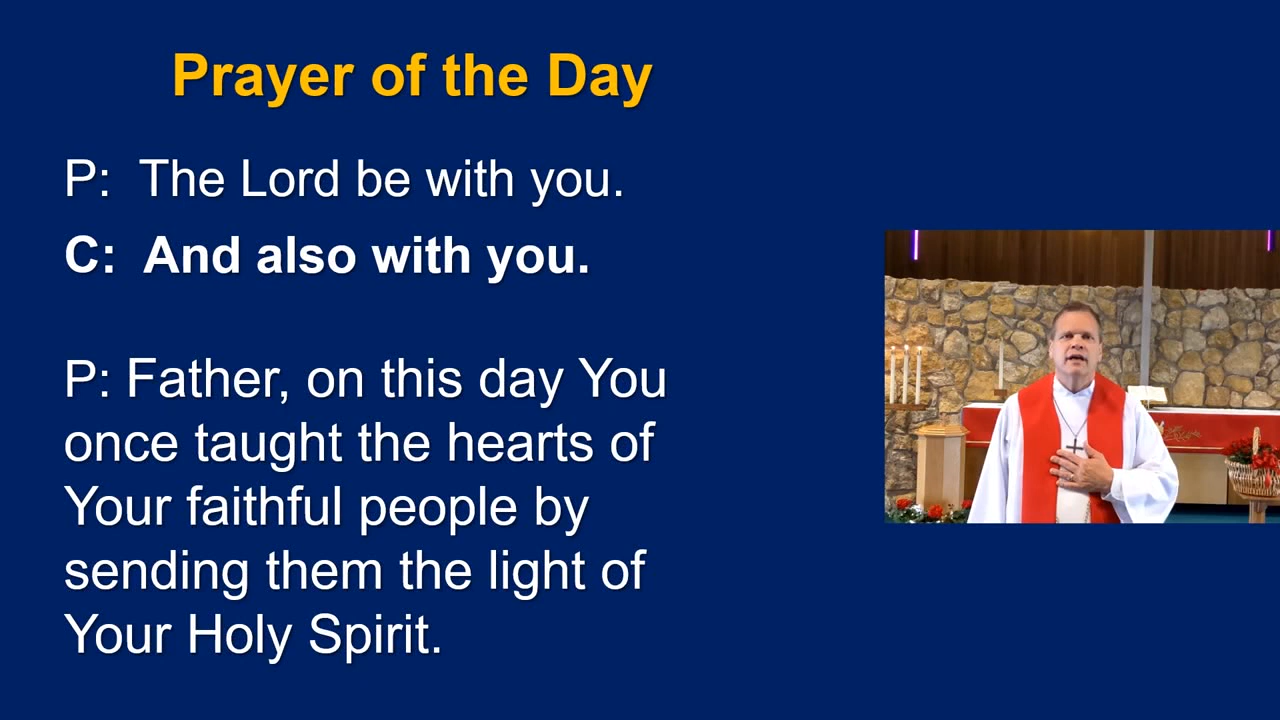 Prayer of the Day
P:  The Lord be with you.
C:  And also with you.
P: Father, on this day You
once taught the hearts of
Your faithful people by
sending them the light of
Your Holy Spirit.